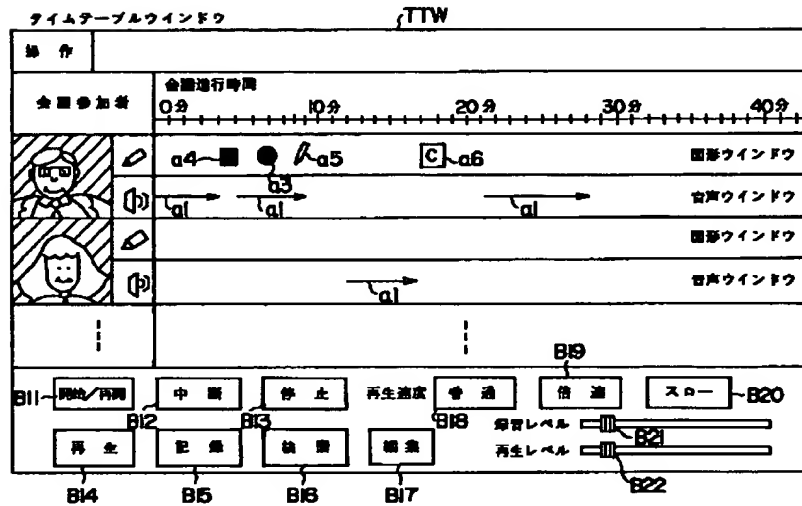 タイムテーブルウインドウ
TTW
操作
会議参加者
会議進行時間
0分 10分 20分 30分 40分
a4 a3 a5 C a6
図形ウインドウ
a1 a1 a1
音声ウインドウ
図形ウインドウ
a1
音声ウインドウ
B11 開始/再開
B12 中断
B13 停止
再生速度
B18 普通
B19 倍速
B20 スロー
録音レベル B21
再生レベル B22
B14 再生
B15 記録
B16 検索
B17 編集